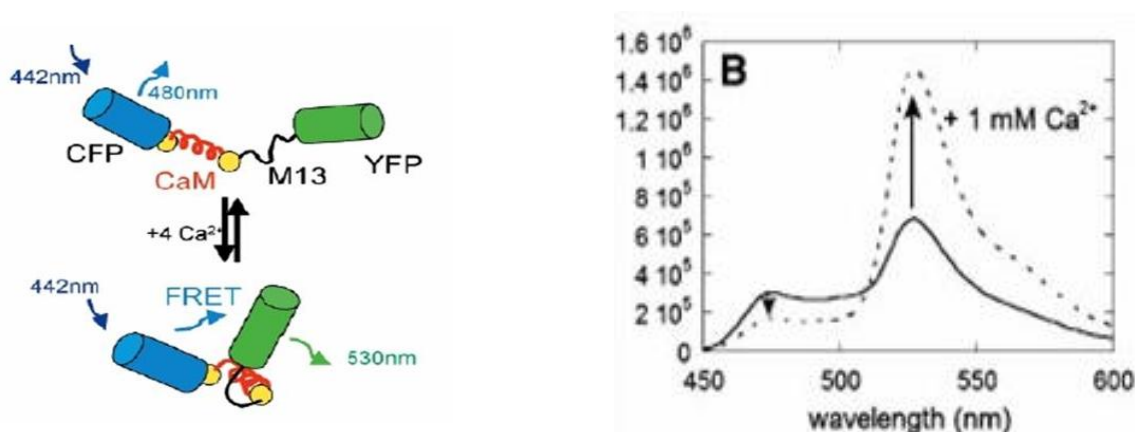 442nm
480nm
CFP
CaM
M13
YFP
+4 Ca²⁺
442nm
FRET
530nm
B
1.6 10⁶
1.4 10⁶
1.2 10⁶
1 10⁶
8 10⁵
6 10⁵
4 10⁵
2 10⁵
0
+ 1 mM Ca²⁺
450
500
550
600
wavelength (nm)